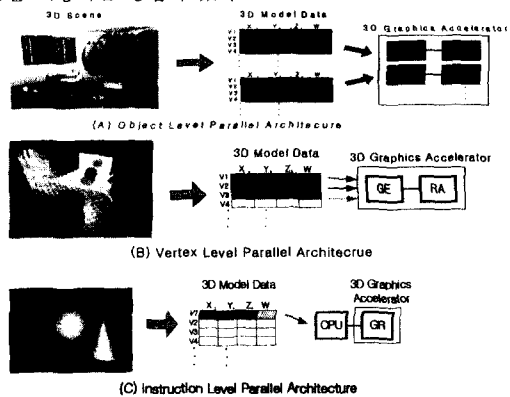 3D Scene
3D Model Data
3D Graphics Accelerator
X Y Z W
V1
V2
V3
V4
X Y Z W
V1
V2
V3
V4
(A) Object Level Parallel Architecure
3D Model Data
3D Graphics Accelerator
X Y Z W
V1
V2
V3
V4
GE
RA
(B) Vertex Level Parallel Architecrue
3D Model Data
3D Graphics
Accelerator
X Y Z W
V1
V2
V3
V4
CPU
GR
(C) Instruction Level Parallel Architecture